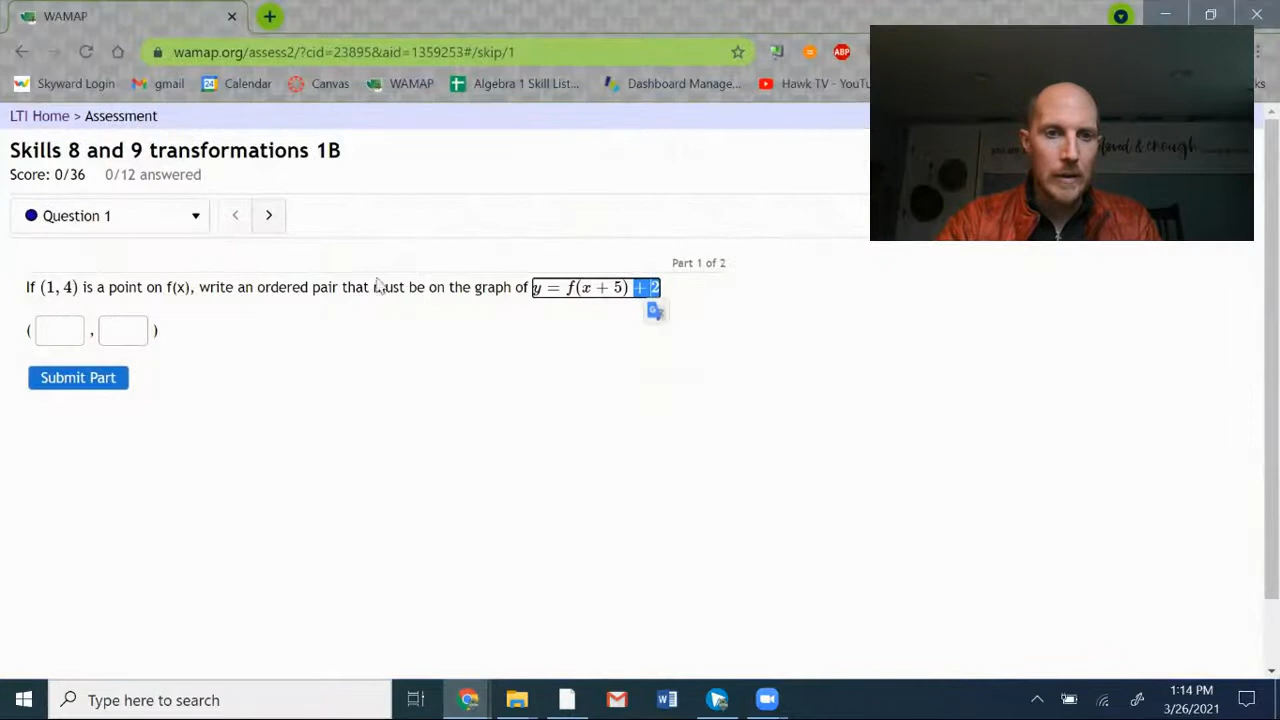 WAMAP
wamap.org/assess2/?cid=23895&aid=1359253#/skip/1
ABP
Skyward Login gmail 24 Calendar Canvas WAMAP Algebra 1 Skill List... Dashboard Manage... Hawk TV - YouTu
LTI Home > Assessment
Skills 8 and 9 transformations 1B
Score: 0/36 0/12 answered
Question 1
Part 1 of 2
If (1, 4) is a point on f(x), write an ordered pair that must be on the graph of y = f(x + 5) + 2
( , )
Submit Part
loved & enough
Type here to search
1:14 PM
3/26/2021